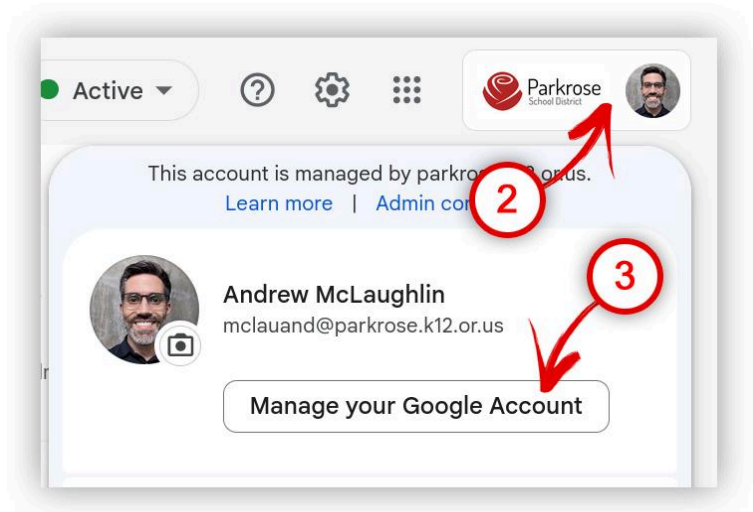 Active
Parkrose
School District
This account is managed by
Learn more | Admin
Andrew McLaughlin
mclauand@parkrose.k12.or.us
Manage your Google Account
2
3